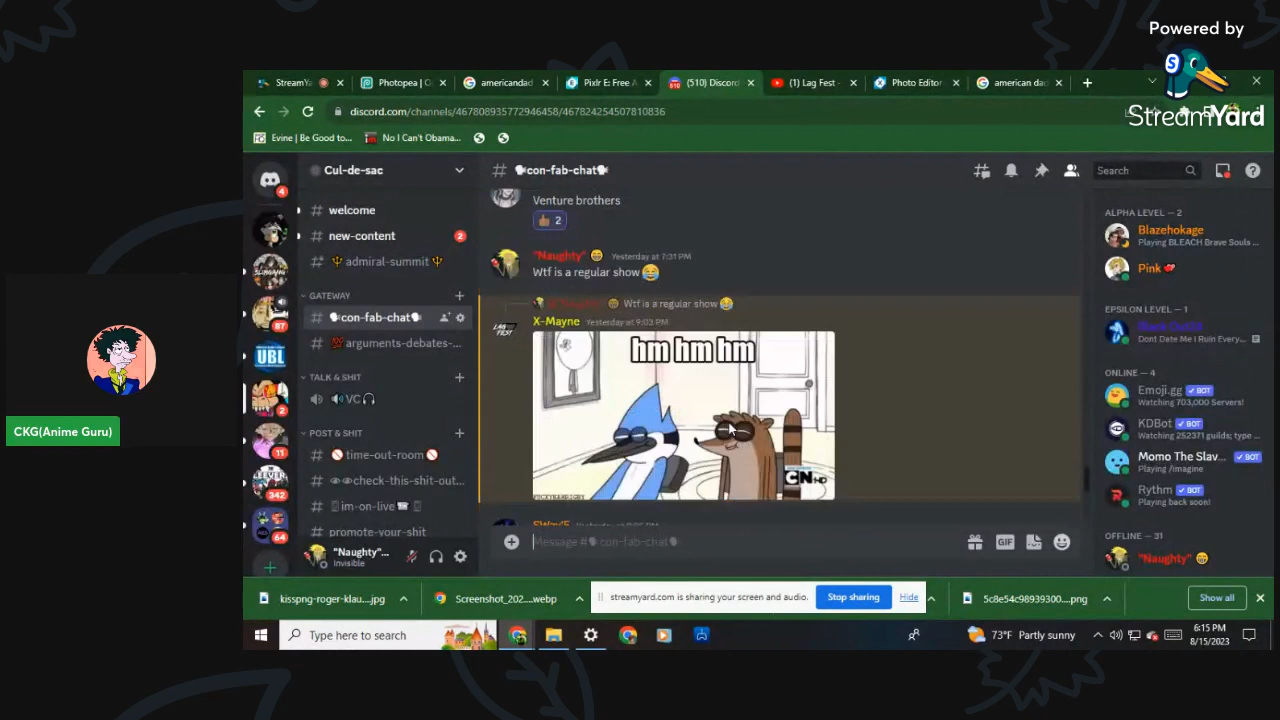 Powered by
S
StreamYard
StreamYa
Photopea | O
americandad
Pixlr E: Free A
(510) Discord
(1) Lag Fest -
Photo Editor
american dad
discord.com/channels/467808935772946458/467824254507810836
Evine | Be Good to...
No I Can't Obama...
Cul-de-sac
# con-fab-chat
Search
4
# welcome
# new-content 2
# admiral-summit
GATEWAY
# con-fab-chat
# arguments-debates-...
TALK & SHIT
VC
POST & SHIT
# time-out-room
# check-this-shit-out...
# im-on-live
# promote-your-shit
87
UBL
2
11
342
64
"Naughty"...
Invisible
Venture brothers
2
"Naughty" Yesterday at 7:31 PM
Wtf is a regular show
Wtf is a regular show
X-Mayne Yesterday at 9:03 PM
LAG FEST
hm hm hm
CN HD
Message # con-fab-chat
GIF
ALPHA LEVEL — 2
Blazehokage
Playing BLEACH Brave Souls ...
Pink
EPSILON LEVEL — 1
Dont Date Me I Ruin Every...
ONLINE — 4
Emoji.gg BOT
Watching 703,000 Servers!
KDBot BOT
Watching 252371 guilds; type ...
Momo The Slav... BOT
Playing /imagine
Rythm BOT
Playing back soon!
OFFLINE — 31
"Naughty"
CKG(Anime Guru)
kisspng-roger-klau....jpg
Screenshot_202....webp
streamyard.com is sharing your screen and audio.
Stop sharing
Hide
5c8e54c98939300....png
Show all
Type here to search
73°F Partly sunny
6:15 PM
8/15/2023